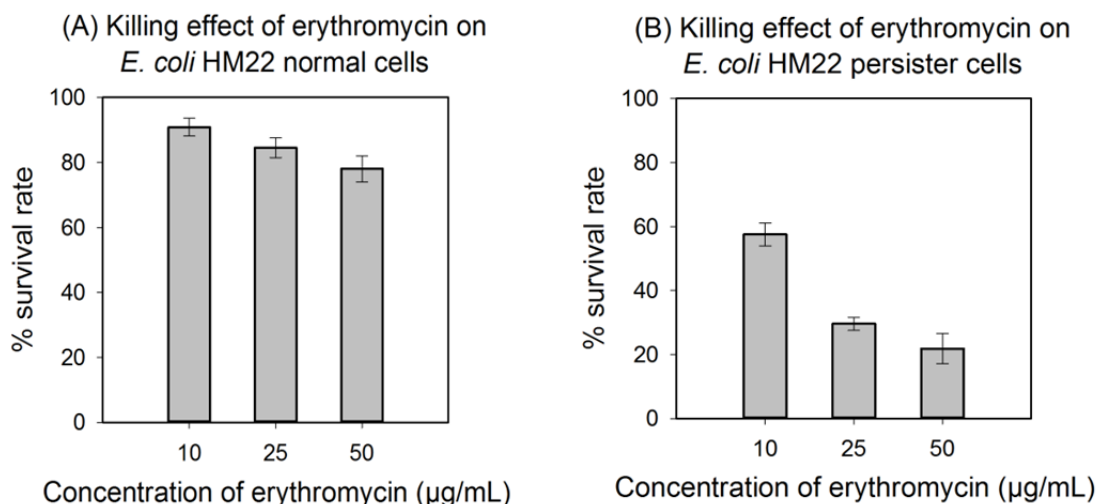 (A) Killing effect of erythromycin on
E. coli HM22 normal cells
100
80
60
40
20
0
% survival rate
10 25 50
Concentration of erythromycin (µg/mL)
(B) Killing effect of erythromycin on
E. coli HM22 persister cells
100
80
60
40
20
0
% survival rate
10 25 50
Concentration of erythromycin (µg/mL)